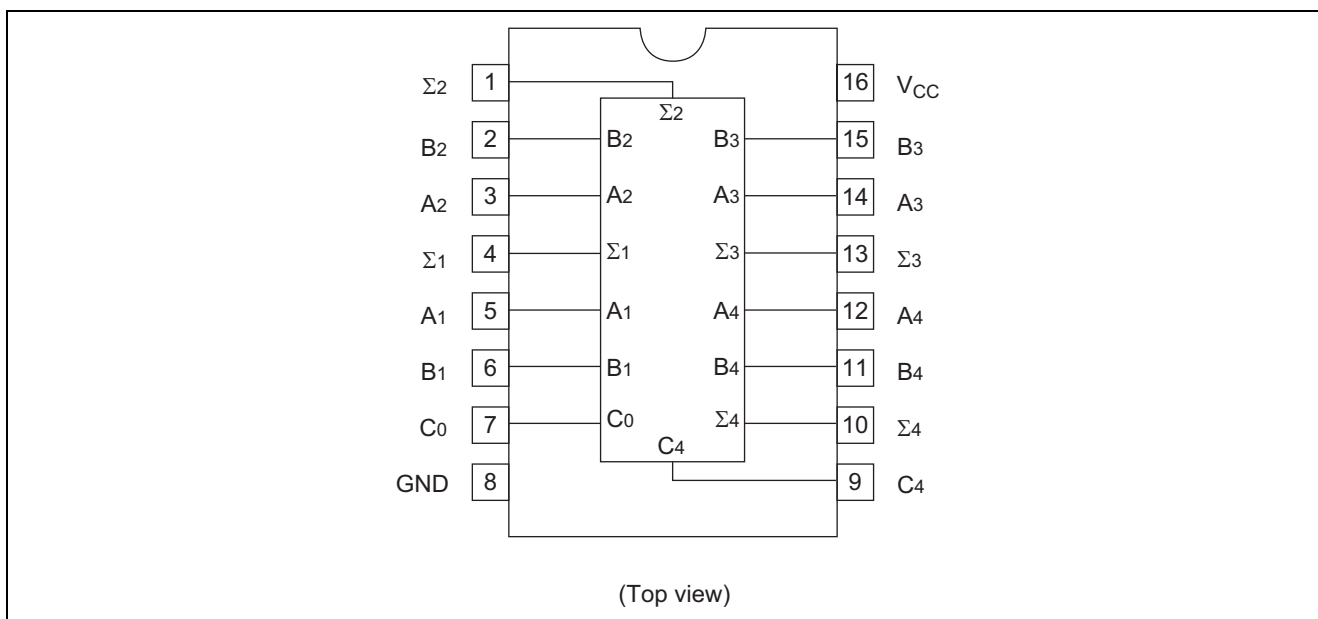 Σ2 1 16 VCC
Σ2
B2 2 B2 B3 15 B3
A2 3 A2 A3 14 A3
Σ1 4 Σ1 Σ3 13 Σ3
A1 5 A1 A4 12 A4
B1 6 B1 B4 11 B4
C0 7 C0 Σ4 10 Σ4
C4
GND 8 9 C4
(Top view)